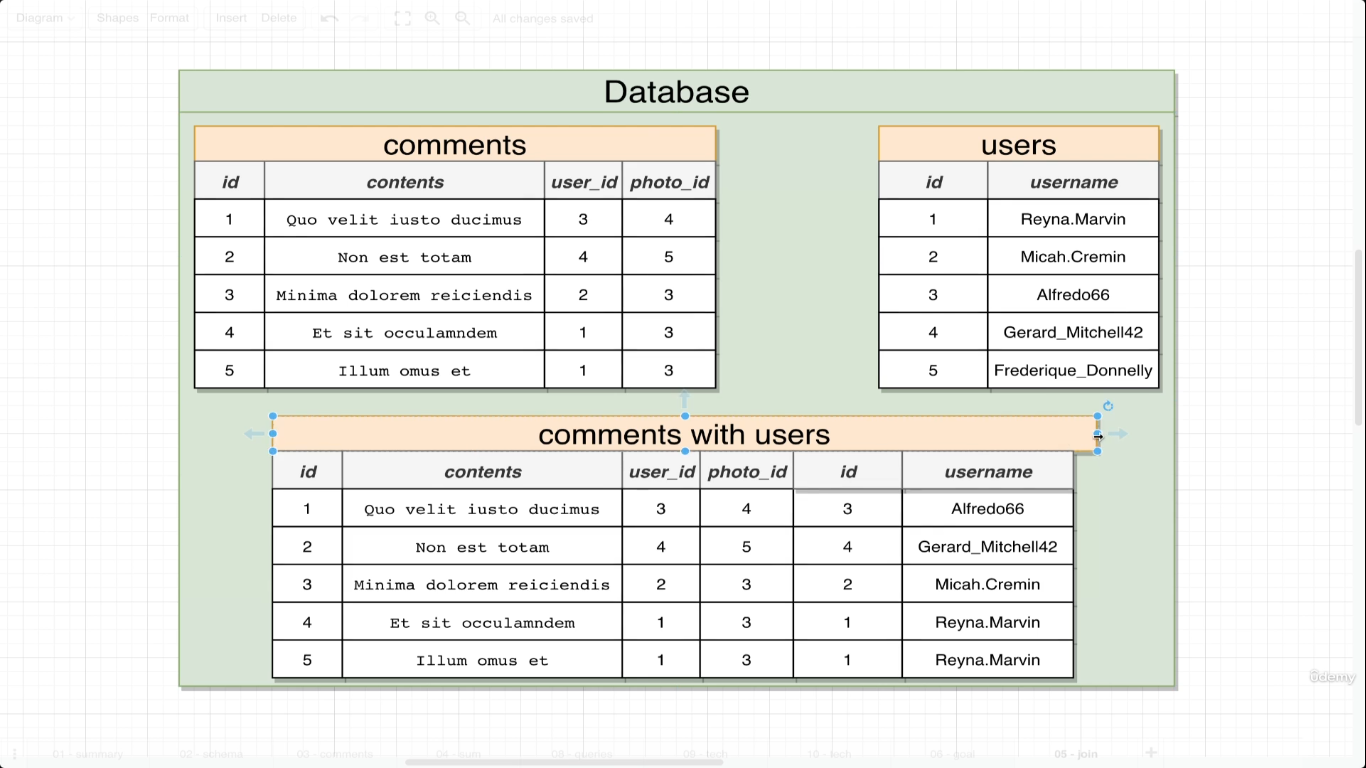 Diagram Shapes Format Insert Delete All changes saved
Database
comments
id contents user_id photo_id
1 Quo velit iusto ducimus 3 4
2 Non est totam 4 5
3 Minima dolorem reiciendis 2 3
4 Et sit occulamndem 1 3
5 Illum omus et 1 3
users
id username
1 Reyna.Marvin
2 Micah.Cremin
3 Alfredo66
4 Gerard_Mitchell42
5 Frederique_Donnelly
comments with users
id contents user_id photo_id id username
1 Quo velit iusto ducimus 3 4 3 Alfredo66
2 Non est totam 4 5 4 Gerard_Mitchell42
3 Minima dolorem reiciendis 2 3 2 Micah.Cremin
4 Et sit occulamndem 1 3 1 Reyna.Marvin
5 Illum omus et 1 3 1 Reyna.Marvin
ûdemy
01 - summary 02 - schema 03 - comments 05 - join